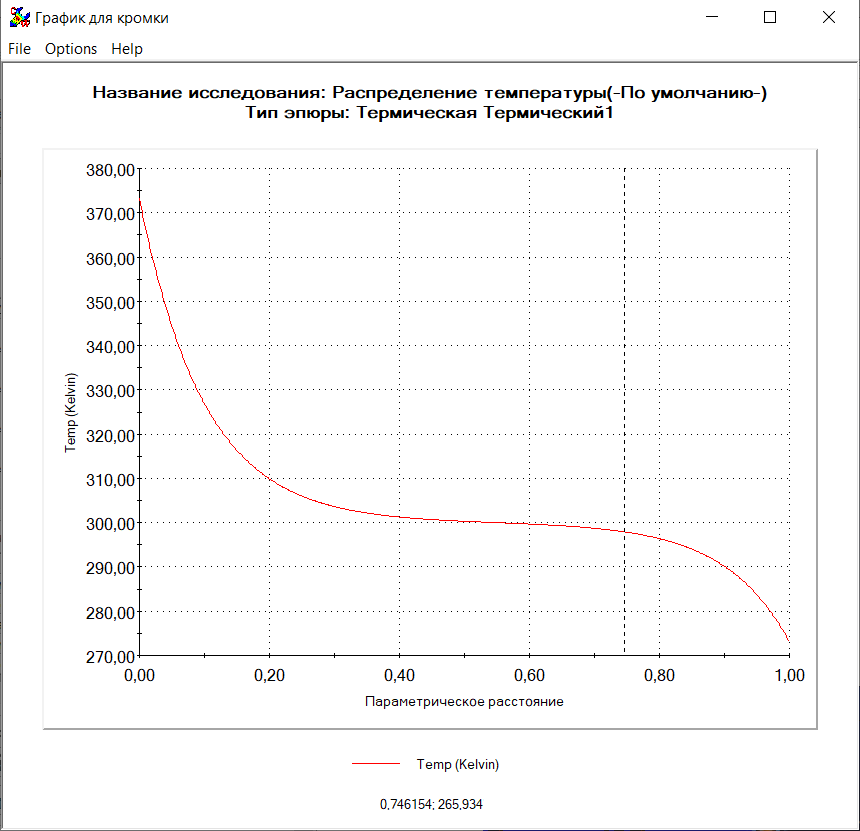 График для кромки
File Options Help
Название исследования: Распределение температуры(-По умолчанию-)
Тип эпюры: Термическая Термический1
380,00
370,00
360,00
350,00
340,00
330,00
320,00
310,00
300,00
290,00
280,00
270,00
Temp (Kelvin)
0,00 0,20 0,40 0,60 0,80 1,00
Параметрическое расстояние
Temp (Kelvin)
0,746154; 265,934